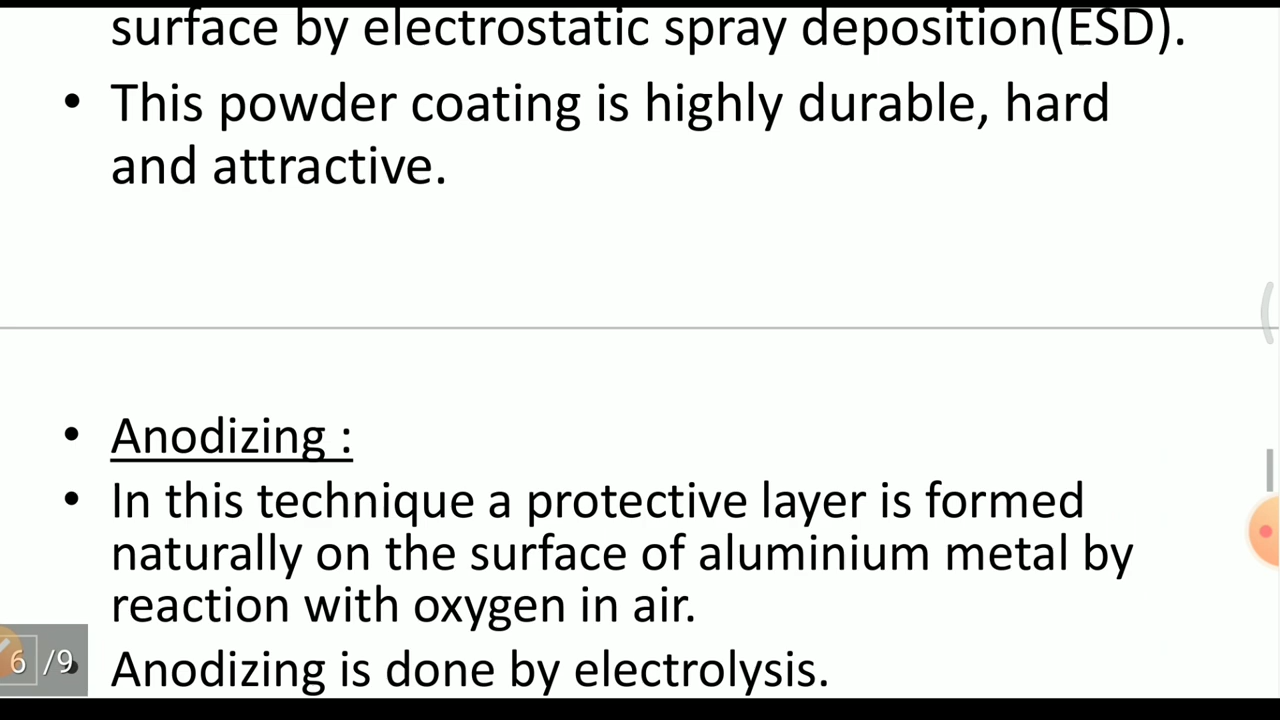 surface by electrostatic spray deposition(ESD).
• This powder coating is highly durable, hard
and attractive.
• Anodizing :
• In this technique a protective layer is formed
naturally on the surface of aluminium metal by
reaction with oxygen in air.
• Anodizing is done by electrolysis.
6 /9